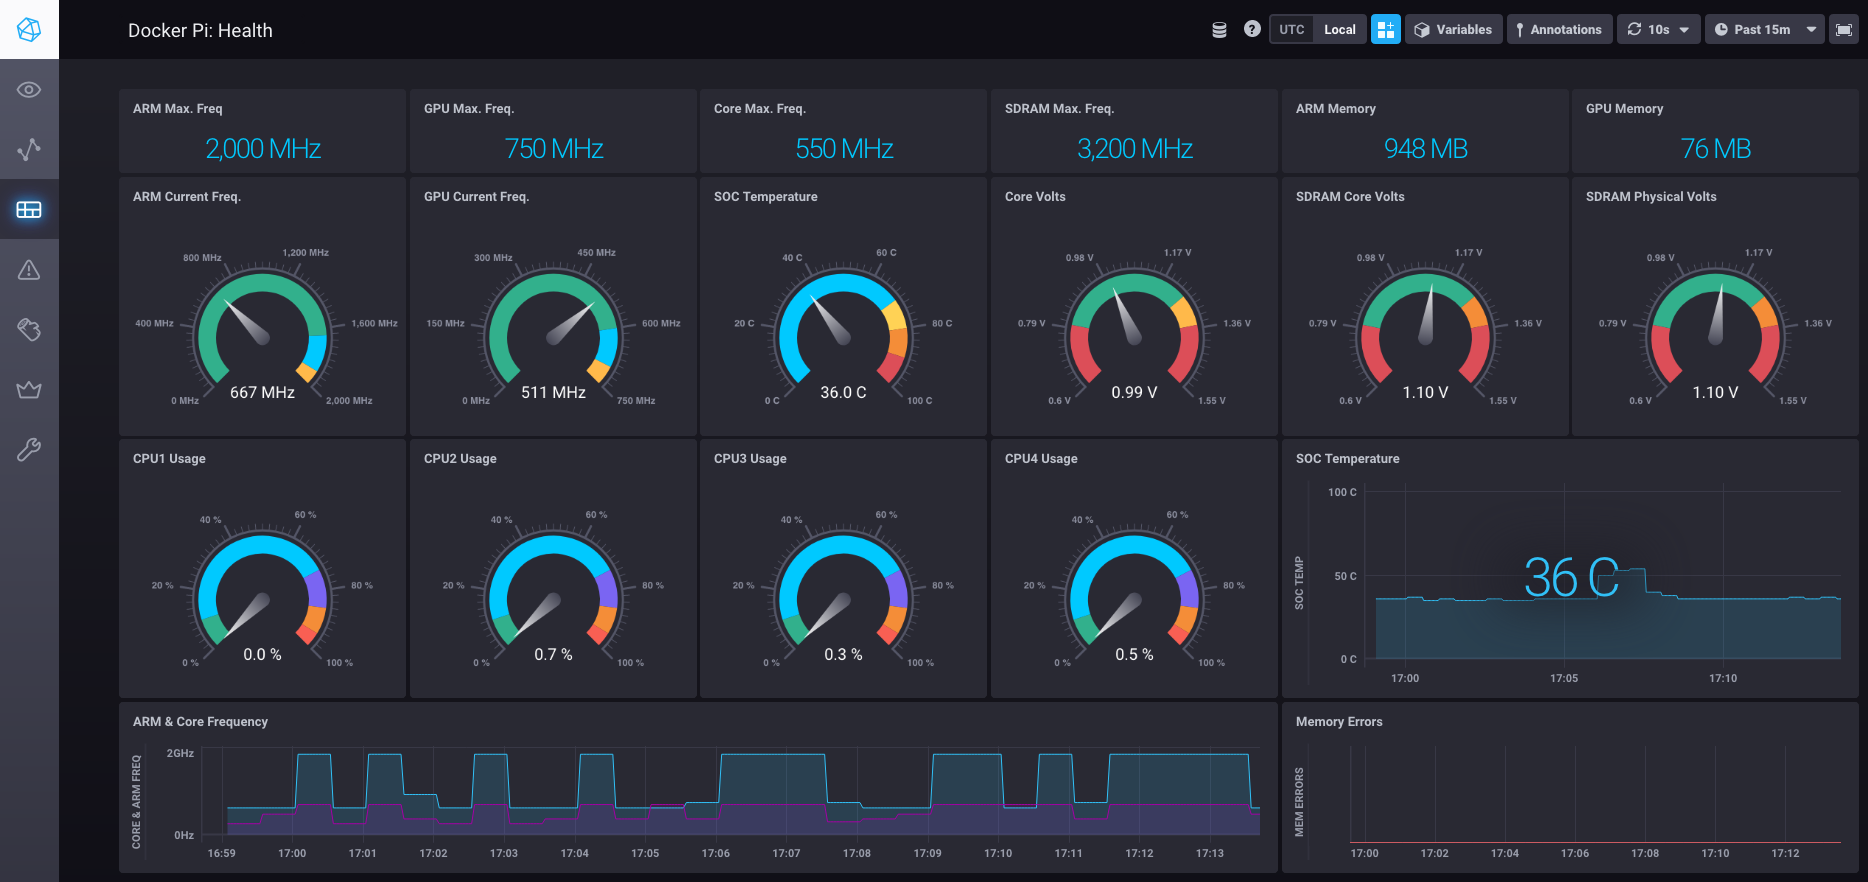 Docker Pi: Health
?
UTC Local
Variables
Annotations
10s
Past 15m
ARM Max. Freq
2,000 MHz
GPU Max. Freq.
750 MHz
Core Max. Freq.
550 MHz
SDRAM Max. Freq.
3,200 MHz
ARM Memory
948 MB
GPU Memory
76 MB
ARM Current Freq.
800 MHz
1,200 MHz
400 MHz
1,600 MHz
667 MHz
0 MHz
2,000 MHz
GPU Current Freq.
300 MHz
450 MHz
150 MHz
600 MHz
511 MHz
0 MHz
750 MHz
SOC Temperature
40 C
60 C
20 C
80 C
36.0 C
0 C
100 C
Core Volts
0.98 V
1.17 V
0.79 V
1.36 V
0.99 V
0.6 V
1.55 V
SDRAM Core Volts
0.98 V
1.17 V
0.79 V
1.36 V
1.10 V
0.6 V
1.55 V
SDRAM Physical Volts
0.98 V
1.17 V
0.79 V
1.36 V
1.10 V
0.6 V
1.55 V
CPU1 Usage
40 %
60 %
20 %
80 %
0.0 %
0 %
100 %
CPU2 Usage
40 %
60 %
20 %
80 %
0.7 %
0 %
100 %
CPU3 Usage
40 %
60 %
20 %
80 %
0.3 %
0 %
100 %
CPU4 Usage
40 %
60 %
20 %
80 %
0.5 %
0 %
100 %
SOC Temperature
SOC TEMP
100 C
50 C
0 C
36 C
17:00 17:05 17:10
ARM & Core Frequency
CORE & ARM FREQ
2GHz
0Hz
16:59 17:00 17:01 17:02 17:03 17:04 17:05 17:06 17:07 17:08 17:09 17:10 17:11 17:12 17:13
Memory Errors
MEM ERRORS
17:00 17:02 17:04 17:06 17:08 17:10 17:12